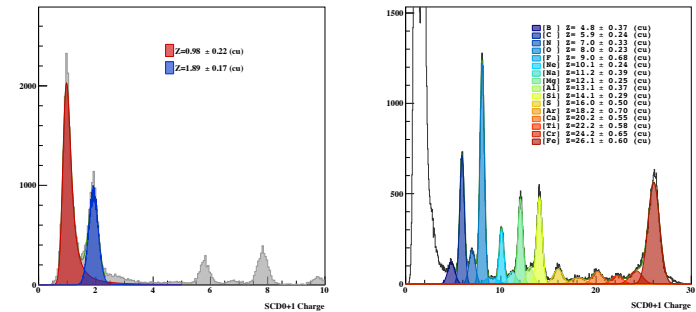 Z=0.98 ± 0.22 (cu)
Z=1.89 ± 0.17 (cu)
2000
1000
0
0 2 4 6 8 10
SCD0+1 Charge
[B ] Z= 4.8 ± 0.37 (cu)
[C ] Z= 5.9 ± 0.24 (cu)
[N ] Z= 7.0 ± 0.33 (cu)
[O ] Z= 8.0 ± 0.23 (cu)
[F ] Z= 9.0 ± 0.68 (cu)
[Ne] Z=10.1 ± 0.24 (cu)
[Na] Z=11.2 ± 0.39 (cu)
[Mg] Z=12.1 ± 0.25 (cu)
[Al] Z=13.1 ± 0.37 (cu)
[Si] Z=14.1 ± 0.29 (cu)
[S ] Z=16.0 ± 0.50 (cu)
[Ar] Z=18.2 ± 0.70 (cu)
[Ca] Z=20.2 ± 0.55 (cu)
[Ti] Z=22.2 ± 0.58 (cu)
[Cr] Z=24.2 ± 0.65 (cu)
[Fe] Z=26.1 ± 0.60 (cu)
1500
1000
500
0
0 10 20 30
SCD0+1 Charge